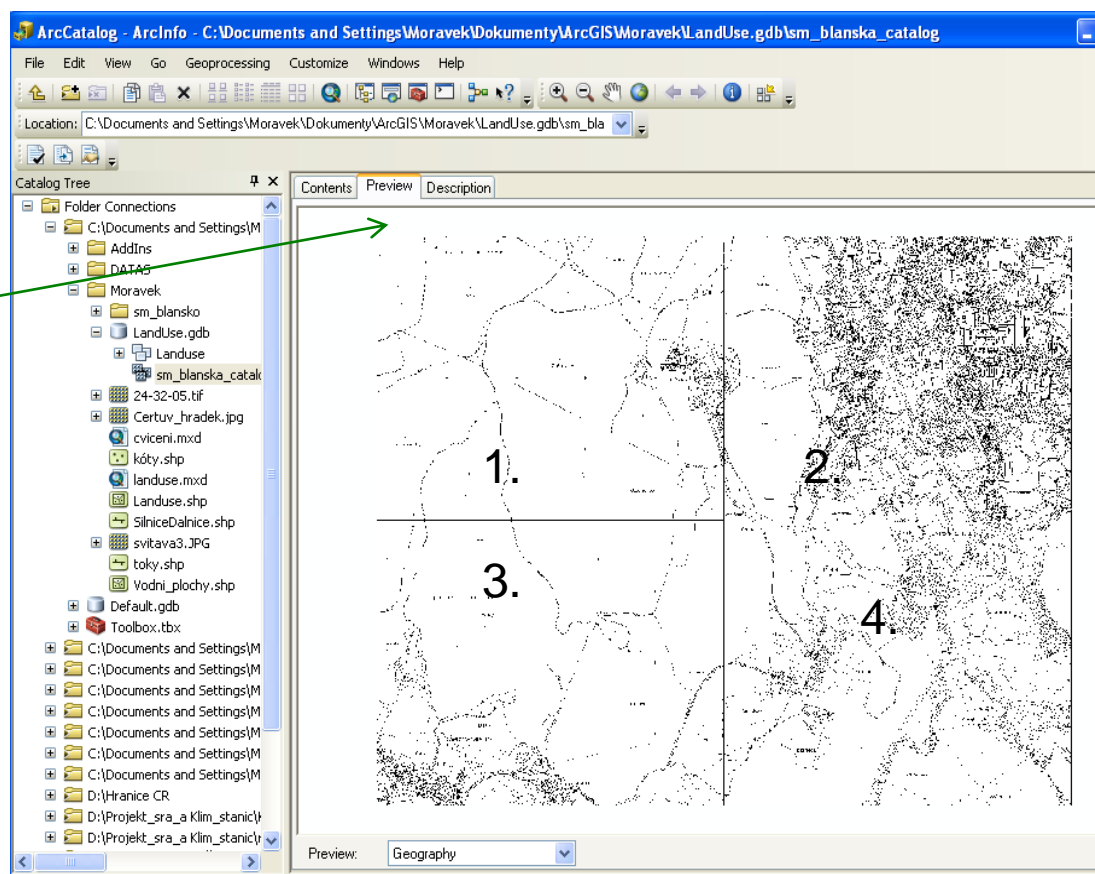 ArcCatalog - ArcInfo - C:\Documents and Settings\Moravek\Dokumenty\ArcGIS\Moravek\LandUse.gdb\sm_blanska_catalog
File Edit View Go Geoprocessing Customize Windows Help
Location: C:\Documents and Settings\Moravek\Dokumenty\ArcGIS\Moravek\LandUse.gdb\sm_bla
Catalog Tree
Contents Preview Description
Folder Connections
C:\Documents and Settings\M
AddIns
DATA5
Moravek
sm_blansko
LandUse.gdb
Landuse
sm_blanska_catalo
24-32-05.tif
Certuv_hradek.jpg
cviceni.mxd
kóty.shp
landuse.mxd
Landuse.shp
SilniceDalnice.shp
svitava3.JPG
toky.shp
Vodni_plochy.shp
Default.gdb
Toolbox.tbx
C:\Documents and Settings\M
C:\Documents and Settings\M
C:\Documents and Settings\M
C:\Documents and Settings\M
C:\Documents and Settings\M
C:\Documents and Settings\M
C:\Documents and Settings\M
D:\Hranice CR
D:\Projekt_sra_a Klim_stanic\
D:\Projekt_sra_a Klim_stanic\
1.
2.
3.
4.
Preview: Geography